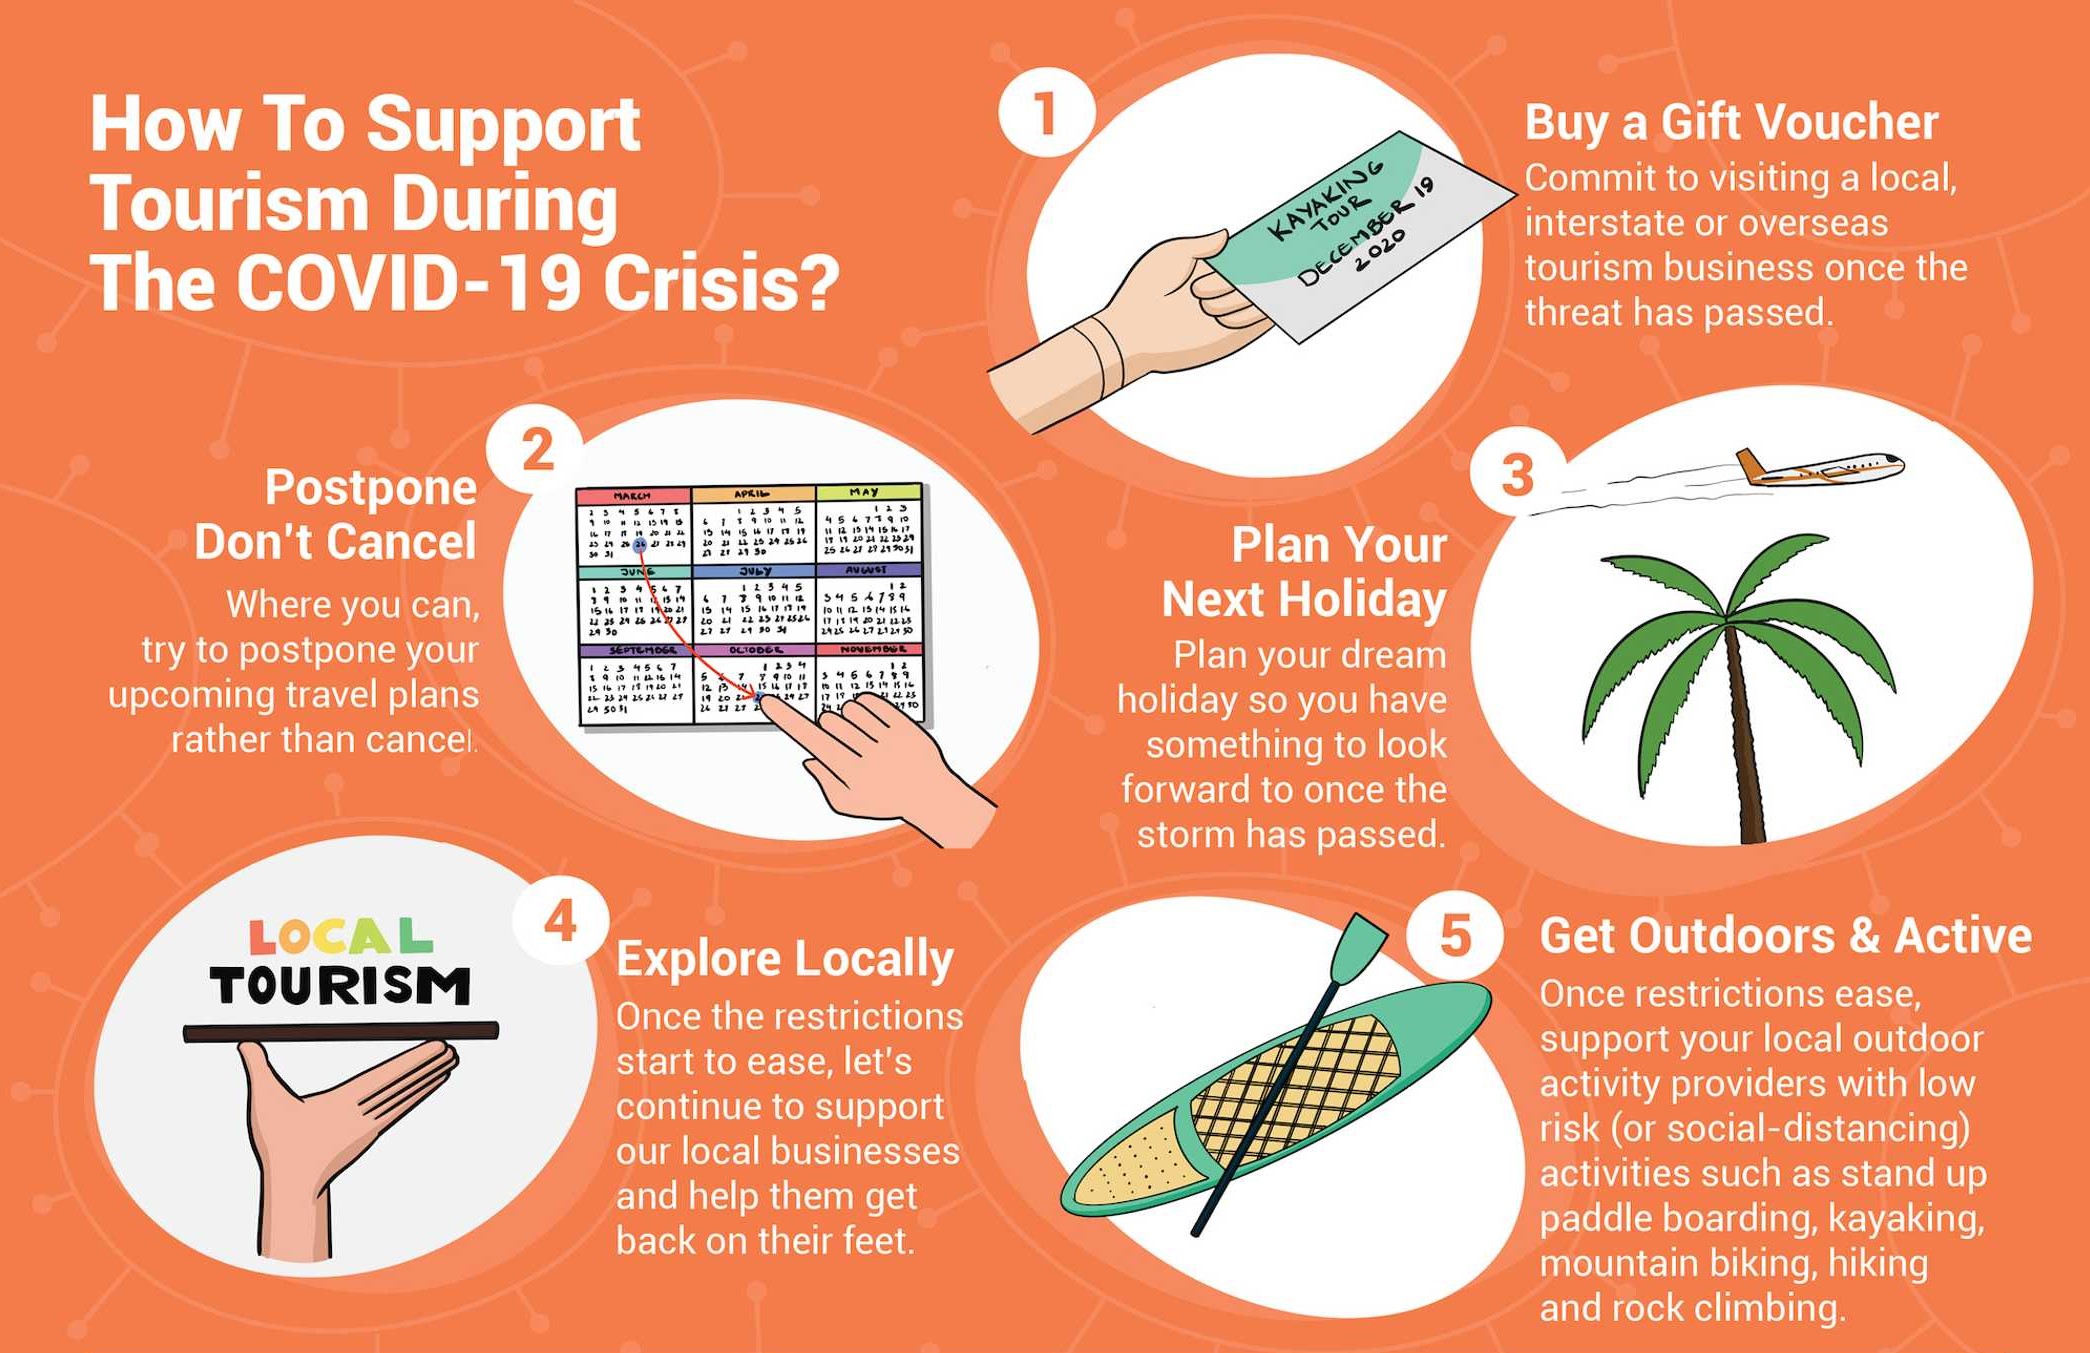 How To Support
Tourism During
The COVID-19 Crisis?
1
KAYAKING
TOUR
DECEMBER 19
2020
Buy a Gift Voucher
Commit to visiting a local,
interstate or overseas
tourism business once the
threat has passed.
2
Postpone
Don't Cancel
Where you can,
try to postpone your
upcoming travel plans
rather than cancel.
MARCH
APRIL
MAY
JUNE
JULY
AUGUST
SEPTEMBER
OCTOBER
NOVEMBER
3
Plan Your
Next Holiday
Plan your dream
holiday so you have
something to look
forward to once the
storm has passed.
4
LOCAL
TOURISM
Explore Locally
Once the restrictions
start to ease, let's
continue to support
our local businesses
and help them get
back on their feet.
5
Get Outdoors & Active
Once restrictions ease,
support your local outdoor
activity providers with low
risk (or social-distancing)
activities such as stand up
paddle boarding, kayaking,
mountain biking, hiking
and rock climbing.